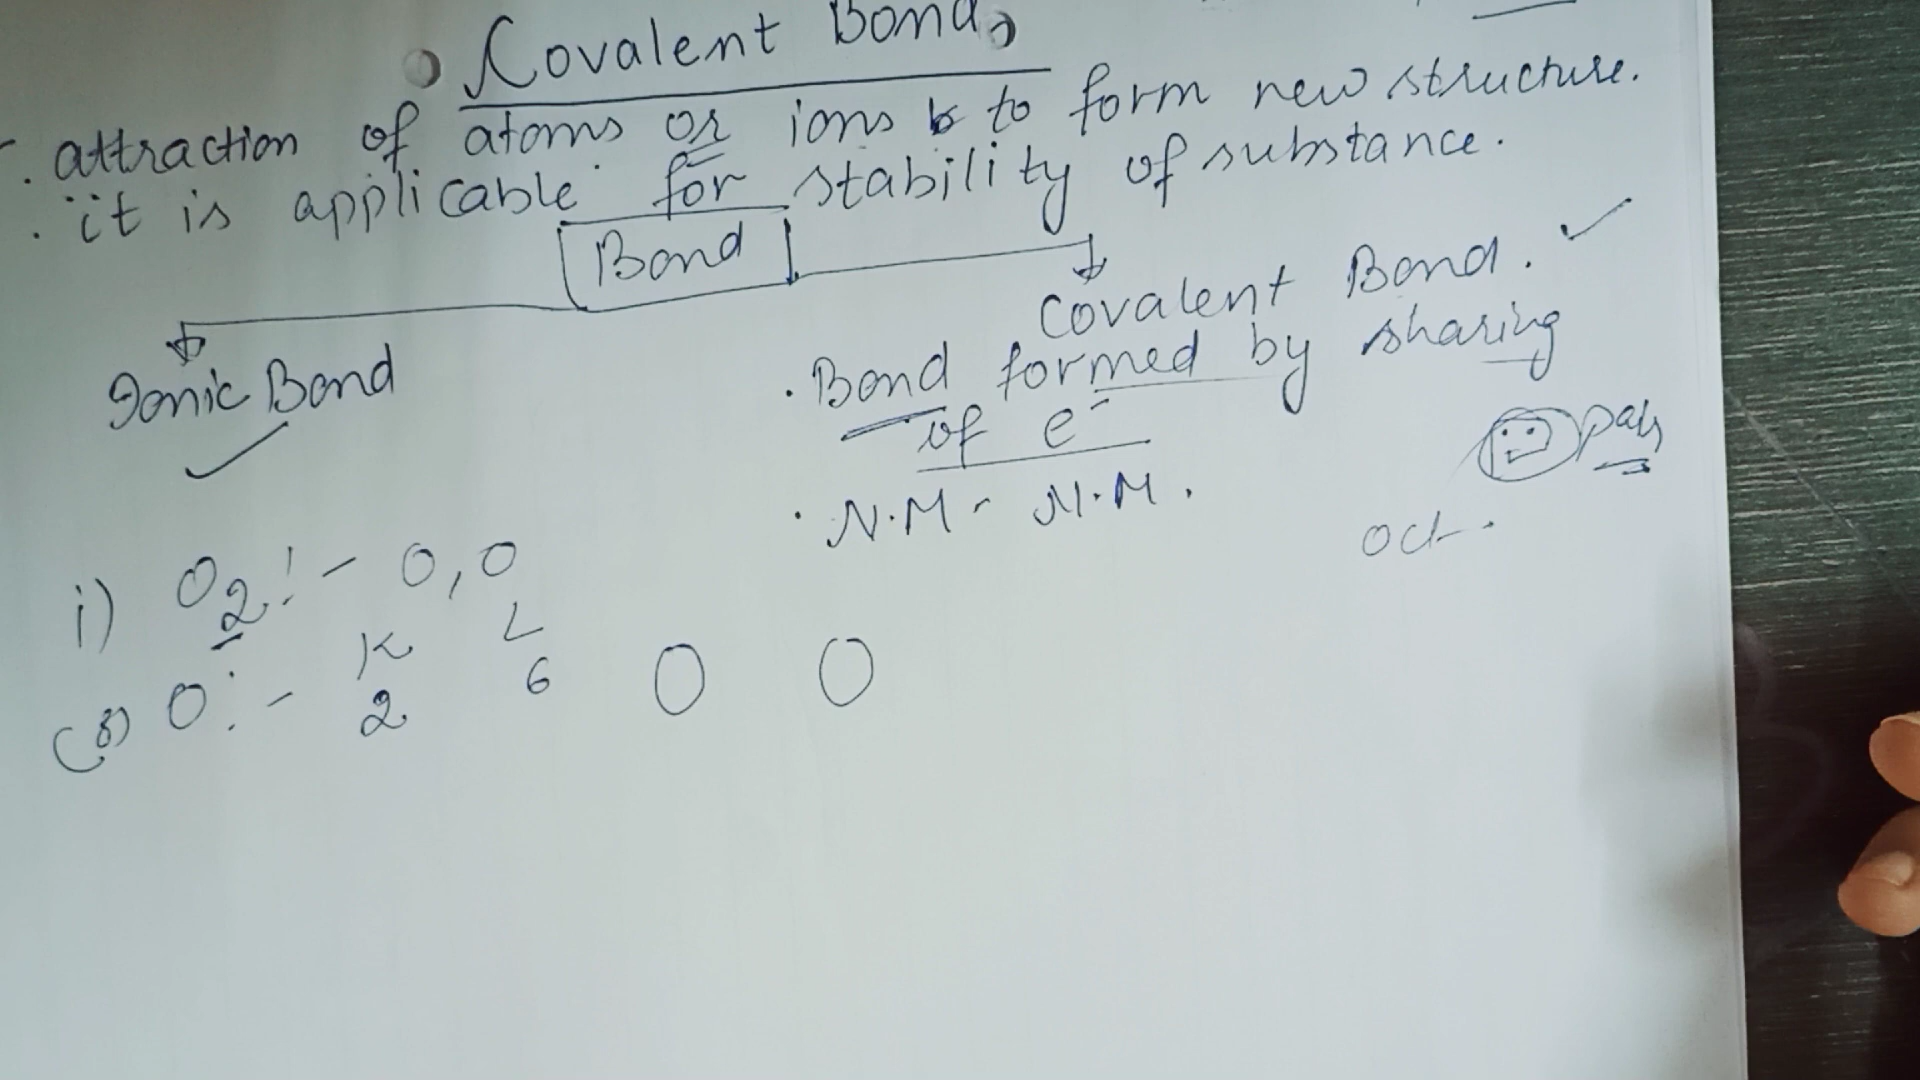 Covalent Bond,
. attraction of atoms or ions to form new structure.
. it is applicable for stability of substance.
Bond
Covalent Bond.
Ionic Bond
. Bond formed by sharing
of e-
. N.M - N.M.
oct.
i) O2 :- O, O
K L
(8) O :- 2 6 O O